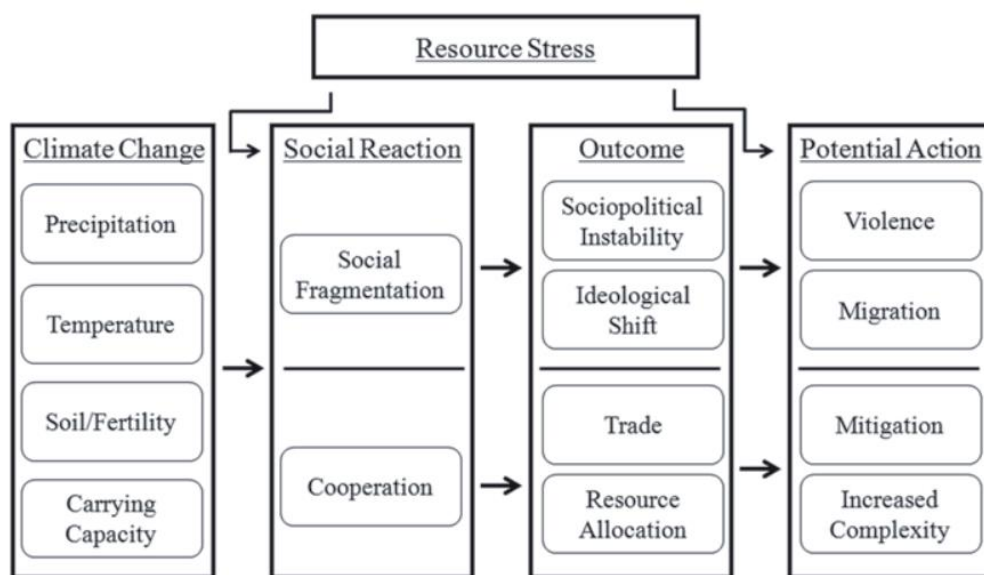 Resource Stress
Climate Change
Precipitation
Temperature
Soil/Fertility
Carrying
Capacity
Social Reaction
Social
Fragmentation
Cooperation
Outcome
Sociopolitical
Instability
Ideological
Shift
Trade
Resource
Allocation
Potential Action
Violence
Migration
Mitigation
Increased
Complexity